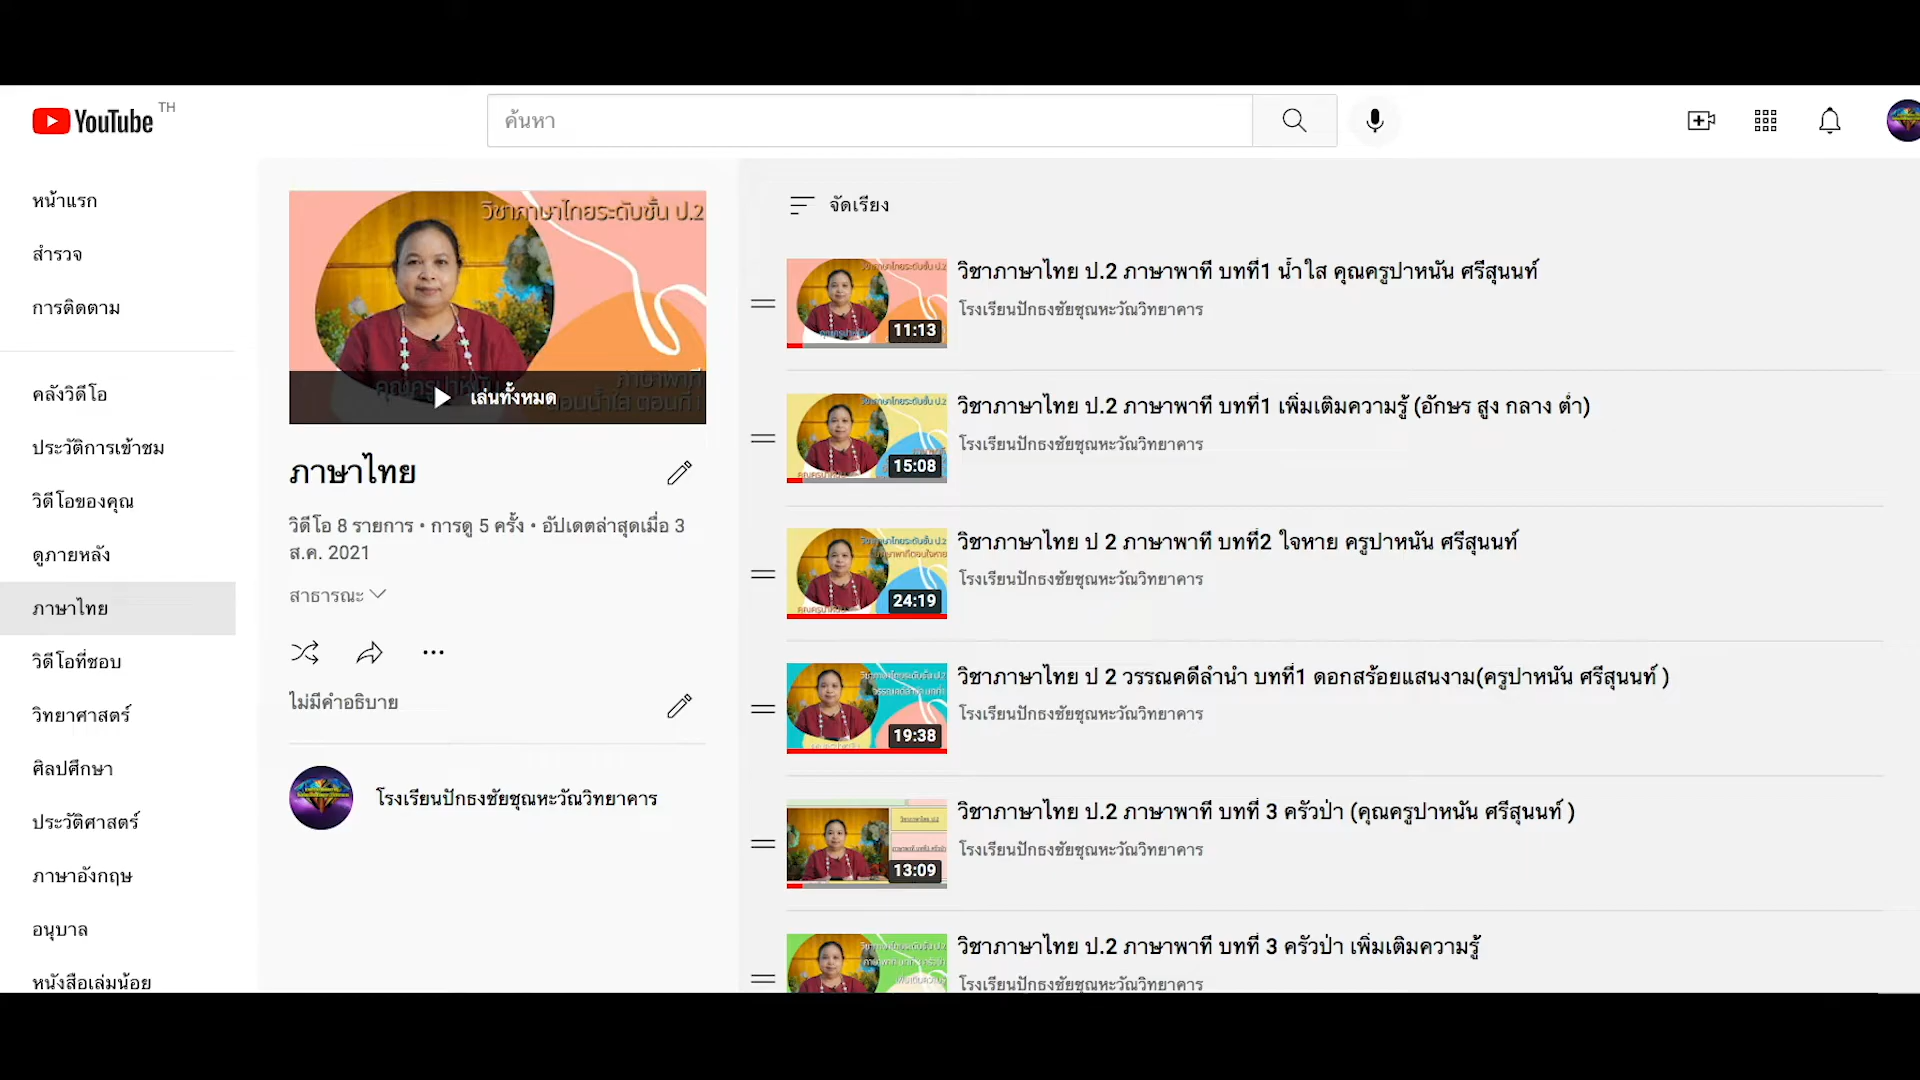 YouTube TH
ค้นหา
หน้าแรก
สำรวจ
การติดตาม
คลังวิดีโอ
ประวัติการเข้าชม
วิดีโอของคุณ
ดูภายหลัง
ภาษาไทย
วิดีโอที่ชอบ
วิทยาศาสตร์
ศิลปศึกษา
ประวัติศาสตร์
ภาษาอังกฤษ
อนุบาล
หนังสือเล่มน้อย
วิชาภาษาไทยระดับชั้น ป.2
เล่นทั้งหมด
ภาษาไทย
วิดีโอ 8 รายการ • การดู 5 ครั้ง • อัปเดตล่าสุดเมื่อ 3
ส.ค. 2021
สาธารณะ
ไม่มีคำอธิบาย
โรงเรียนปักธงชัยชุณหะวัณวิทยาคาร
จัดเรียง
11:13
วิชาภาษาไทย ป.2 ภาษาพาที บทที่1 น้ำใส คุณครูปาหนัน ศรีสุนนท์
โรงเรียนปักธงชัยชุณหะวัณวิทยาคาร
15:08
วิชาภาษาไทย ป.2 ภาษาพาที บทที่1 เพิ่มเติมความรู้ (อักษร สูง กลาง ต่ำ)
โรงเรียนปักธงชัยชุณหะวัณวิทยาคาร
24:19
วิชาภาษาไทย ป 2 ภาษาพาที บทที่2 ใจหาย ครูปาหนัน ศรีสุนนท์
โรงเรียนปักธงชัยชุณหะวัณวิทยาคาร
19:38
วิชาภาษาไทย ป 2 วรรณคดีลำนำ บทที่1 ดอกสร้อยแสนงาม(ครูปาหนัน ศรีสุนนท์ )
โรงเรียนปักธงชัยชุณหะวัณวิทยาคาร
13:09
วิชาภาษาไทย ป.2 ภาษาพาที บทที่ 3 ครัวป่า (คุณครูปาหนัน ศรีสุนนท์ )
โรงเรียนปักธงชัยชุณหะวัณวิทยาคาร
วิชาภาษาไทย ป.2 ภาษาพาที บทที่ 3 ครัวป่า เพิ่มเติมความรู้
โรงเรียนปักธงชัยชุณหะวัณวิทยาคาร